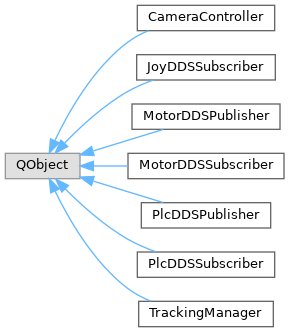 CameraController
JoyDDSSubscriber
MotorDDSPublisher
QObject
MotorDDSSubscriber
PlcDDSPublisher
PlcDDSSubscriber
TrackingManager